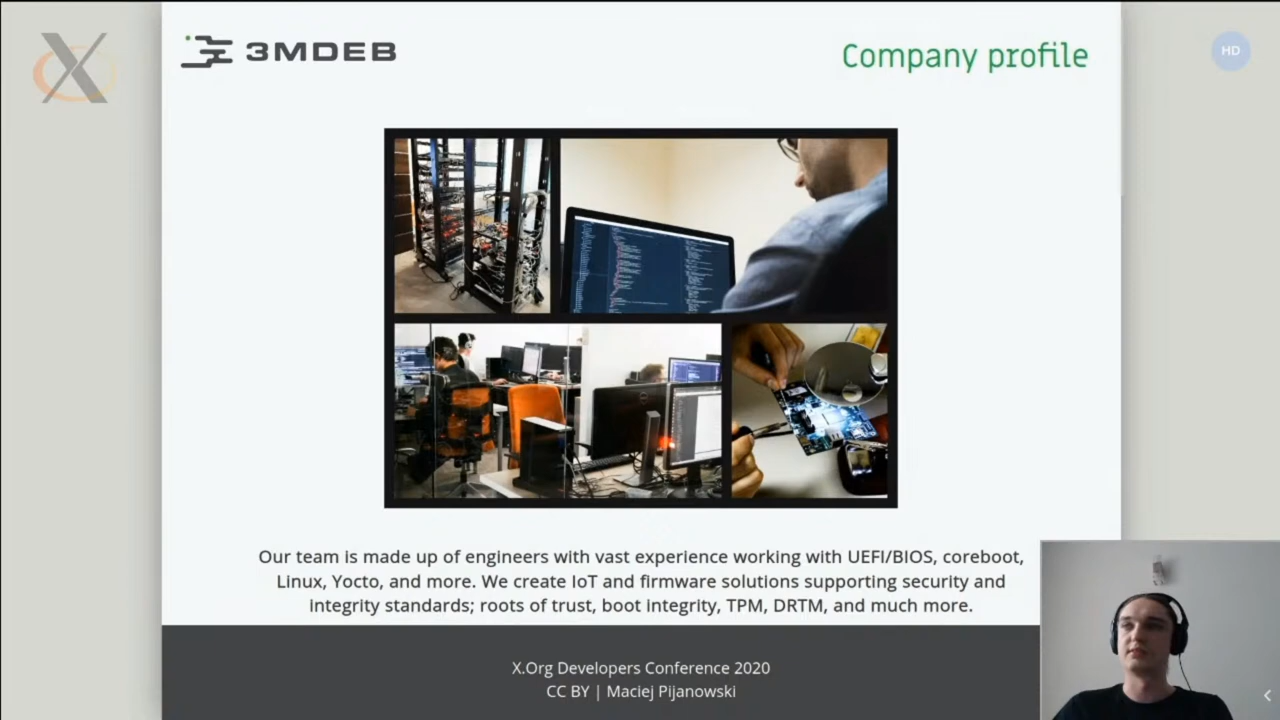 3MDEB
Company profile
HD
Our team is made up of engineers with vast experience working with UEFI/BIOS, coreboot,
Linux, Yocto, and more. We create IoT and firmware solutions supporting security and
integrity standards; roots of trust, boot integrity, TPM, DRTM, and much more.
X.Org Developers Conference 2020
CC BY | Maciej Pijanowski